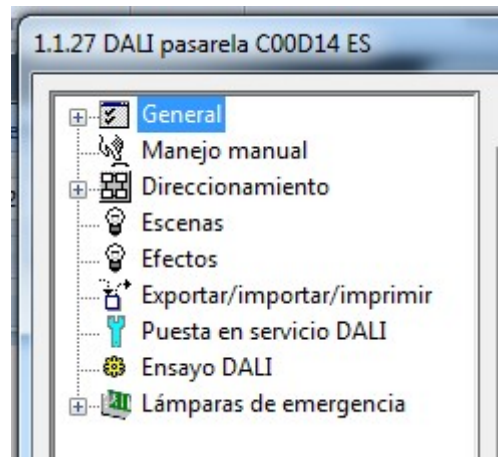 1.1.27 DALI pasarela C00D14 ES
General
Manejo manual
Direccionamiento
Escenas
Efectos
Exportar/importar/imprimir
Puesta en servicio DALI
Ensayo DALI
Lámparas de emergencia